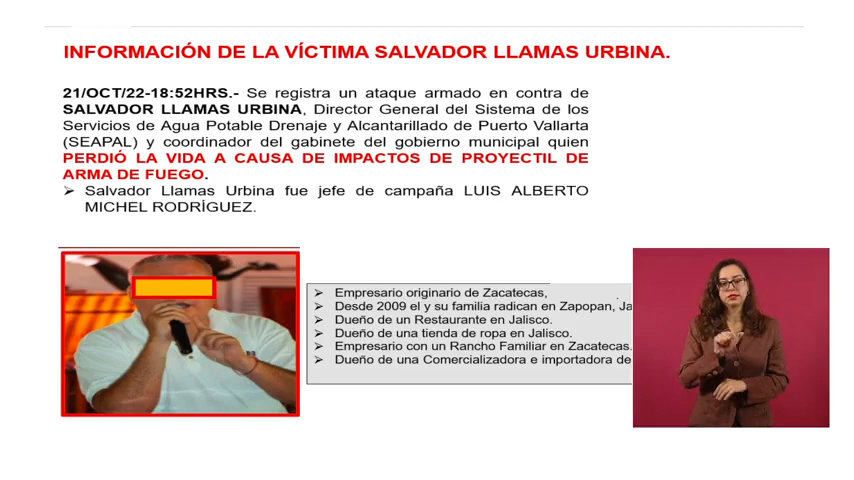 INFORMACIÓN DE LA VÍCTIMA SALVADOR LLAMAS URBINA.
21/OCT/22-18:52HRS.- Se registra un ataque armado en contra de
SALVADOR LLAMAS URBINA, Director General del Sistema de los
Servicios de Agua Potable Drenaje y Alcantarillado de Puerto Vallarta
(SEAPAL) y coordinador del gabinete del gobierno municipal quien
PERDIÓ LA VIDA A CAUSA DE IMPACTOS DE PROYECTIL DE
ARMA DE FUEGO.
➢ Salvador Llamas Urbina fue jefe de campaña LUIS ALBERTO
MICHEL RODRÍGUEZ.
➢ Empresario originario de Zacatecas,
➢ Desde 2009 el y su familia radican en Zapopan, Ja
➢ Dueño de un Restaurante en Jalisco.
➢ Dueño de una tienda de ropa en Jalisco.
➢ Empresario con un Rancho Familiar en Zacatecas.
➢ Dueño de una Comercializadora e importadora de